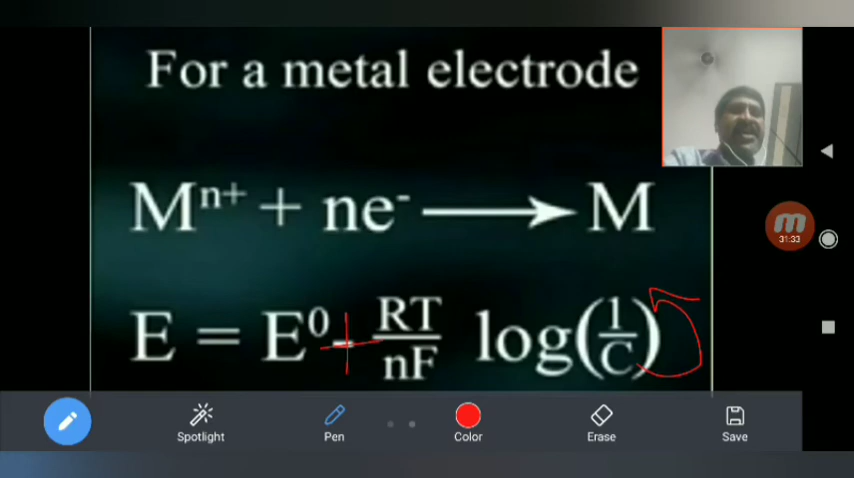 For a metal electrode
Mⁿ⁺ + ne⁻ ⟶ M
E = E⁰ - RT/nF log(1/C)
31:33
Spotlight
Pen
Color
Erase
Save